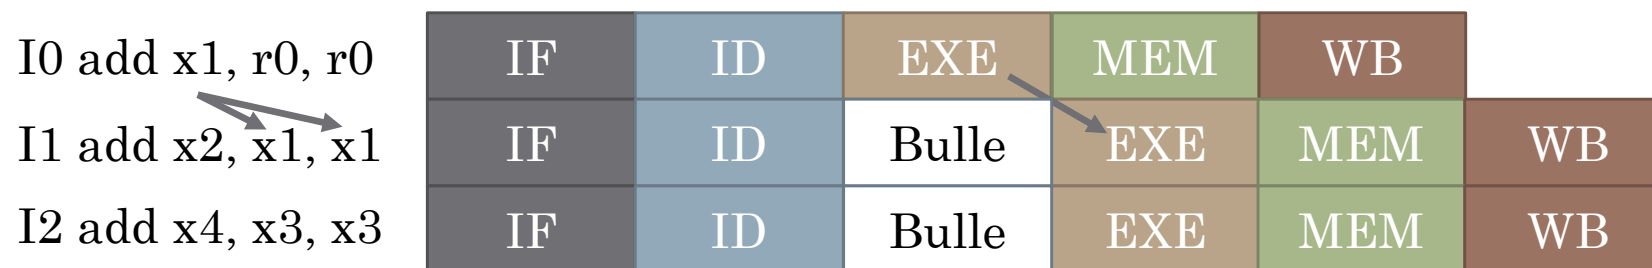 I0 add x1, r0, r0 IF ID EXE MEM WB
I1 add x2, x1, x1 IF ID Bulle EXE MEM WB
I2 add x4, x3, x3 IF ID Bulle EXE MEM WB